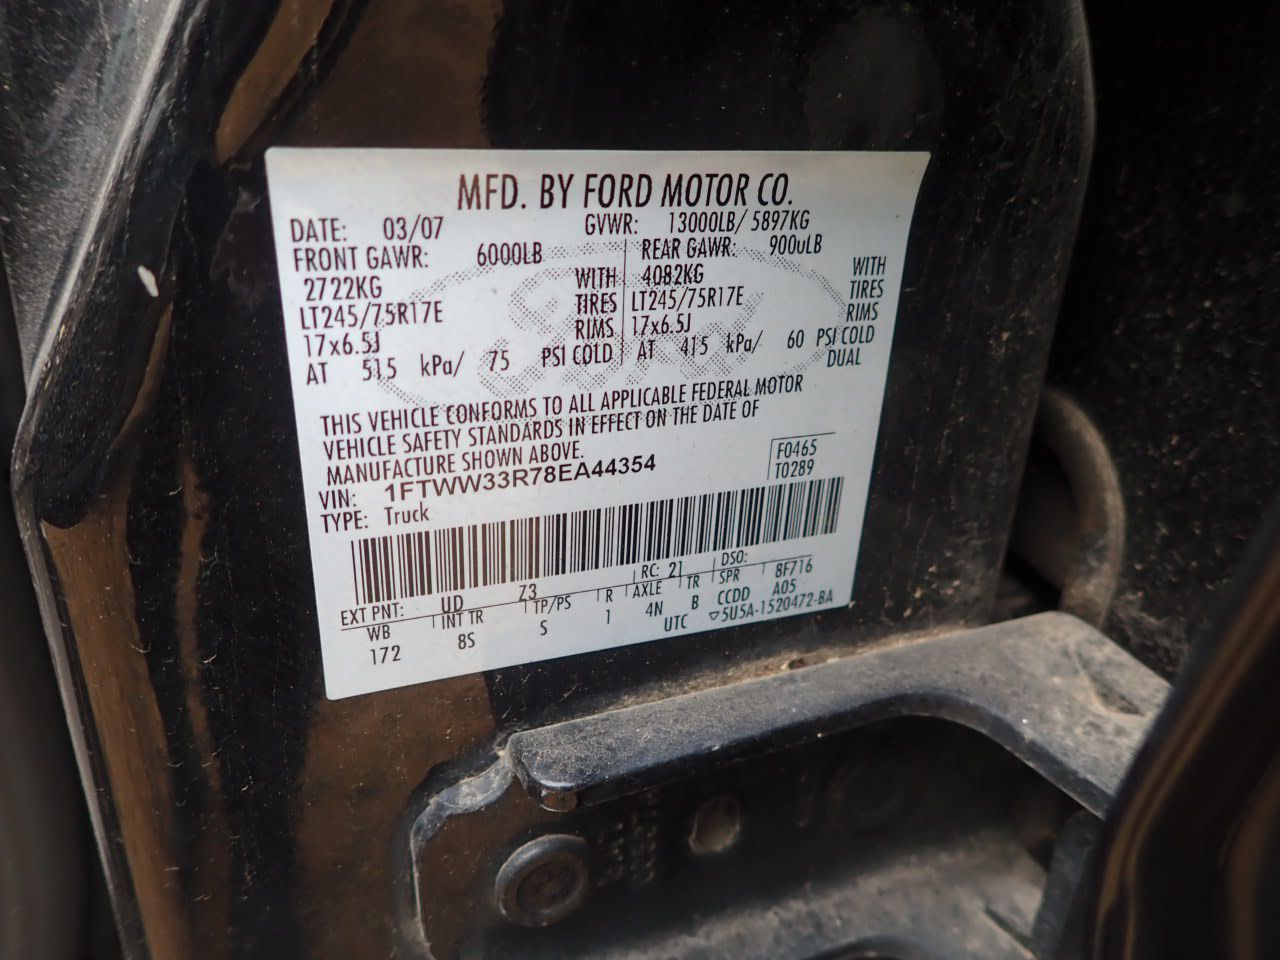 MFD. BY FORD MOTOR CO.
DATE: 03/07 GVWR: 13000LB/ 5897KG
FRONT GAWR: 6000LB REAR GAWR: 9000LB
2722KG WITH 4082KG WITH
LT245/75R17E TIRES LT245/75R17E TIRES
17x6.5J RIMS 17x6.5J RIMS
AT 515 kPa/ 75 PSI COLD AT 415 kPa/ 60 PSI COLD
DUAL
THIS VEHICLE CONFORMS TO ALL APPLICABLE FEDERAL MOTOR
VEHICLE SAFETY STANDARDS IN EFFECT ON THE DATE OF
MANUFACTURE SHOWN ABOVE.
F0465
T0289
VIN: 1FTWW33R78EA44354
TYPE: Truck
EXT PNT: UD Z3 RC: 21 DSO:
WB INT TR TP/PS R AXLE TR SPR 8F716
172 8S S 1 4N B CCDD A05
UTC ▽5U5A-1520472-BA